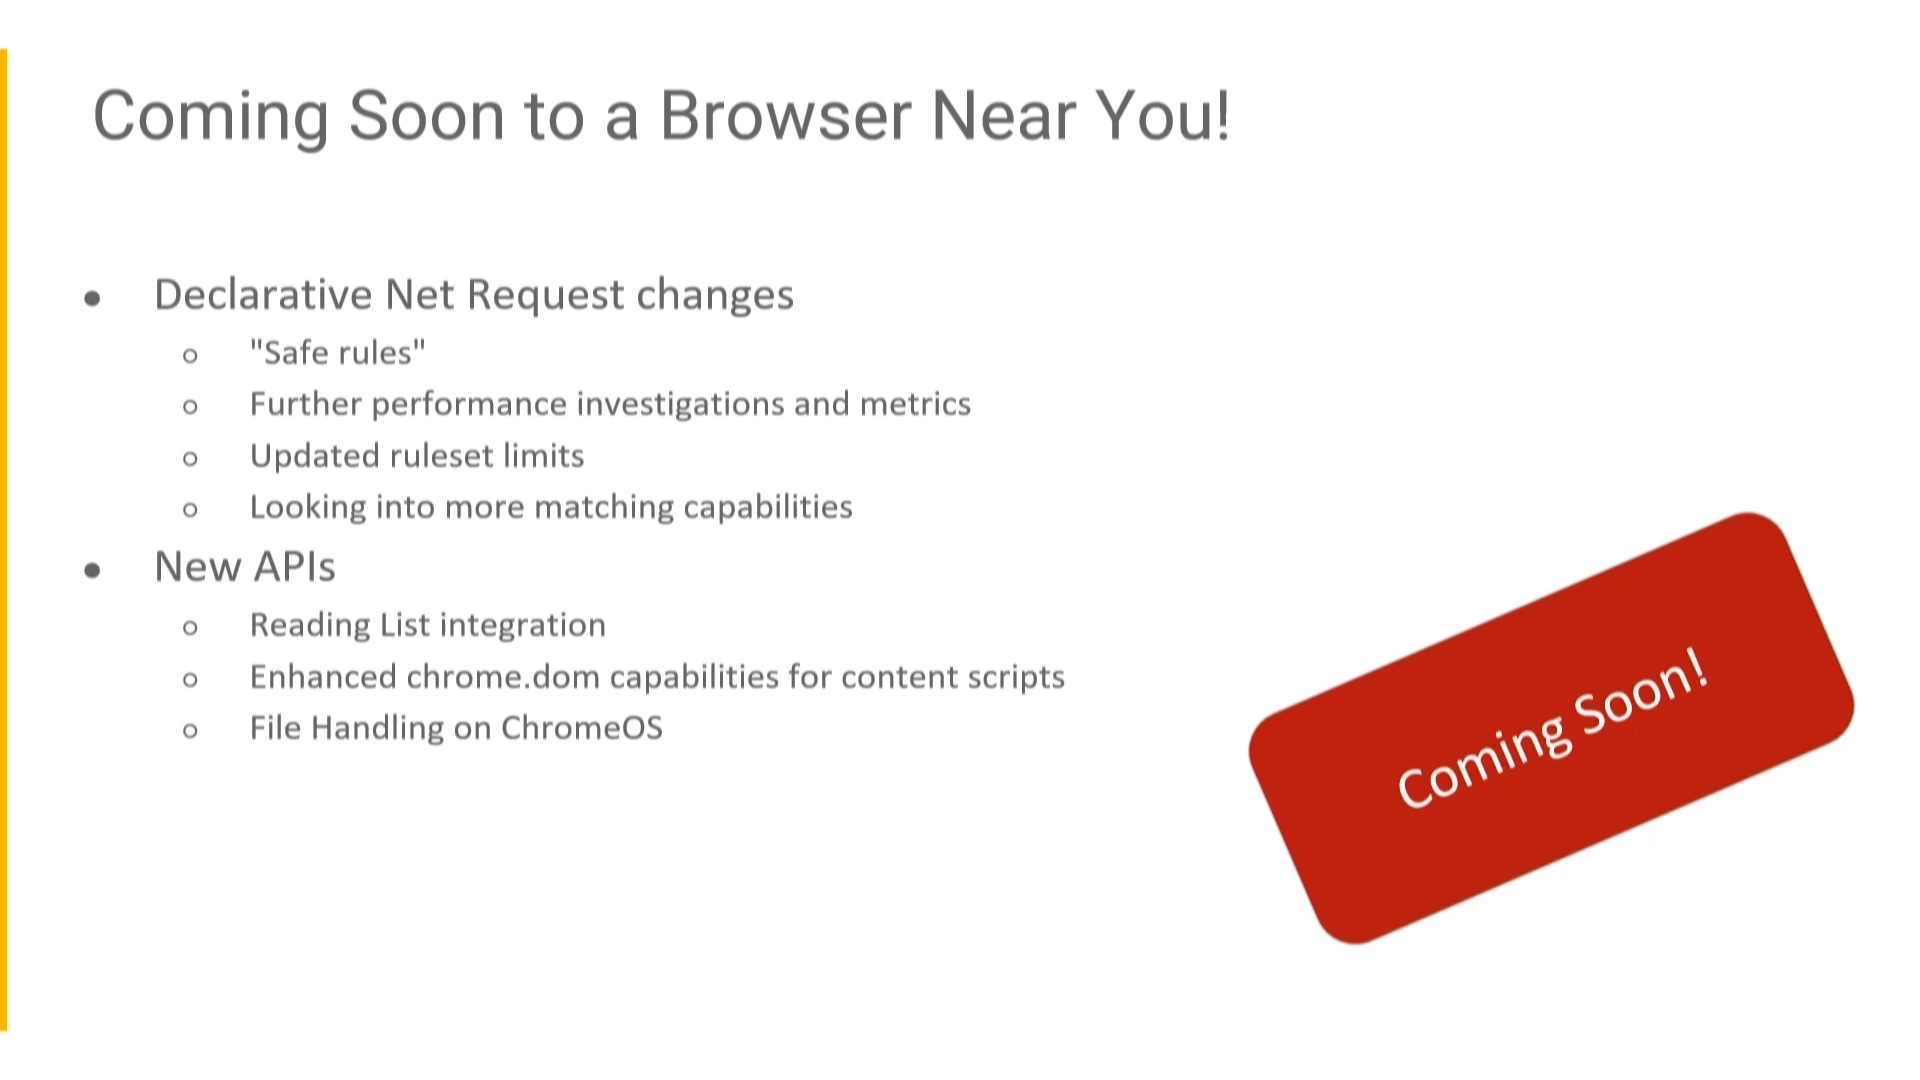 Coming Soon to a Browser Near You!
● Declarative Net Request changes
○ "Safe rules"
○ Further performance investigations and metrics
○ Updated ruleset limits
○ Looking into more matching capabilities
● New APIs
○ Reading List integration
○ Enhanced chrome.dom capabilities for content scripts
○ File Handling on ChromeOS
Coming Soon!